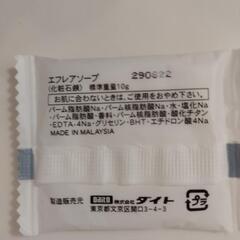 エフレアソープ 290822
(化粧石鹸) 標準重量10g
お肌に合わないときは、ご使用をおやめ下さい。
パーム脂肪酸Na・パーム核脂肪酸Na・水・塩化Na
パーム脂肪酸・香料・パーム核脂肪酸・酸化チタン
・EDTA-4Na・グリセリン・BHT・エチドロン酸4Na
MADE IN MALAYSIA
製造販売元 DAITO 株式会社ダイト
東京都文京区関口3-4-3
プラ